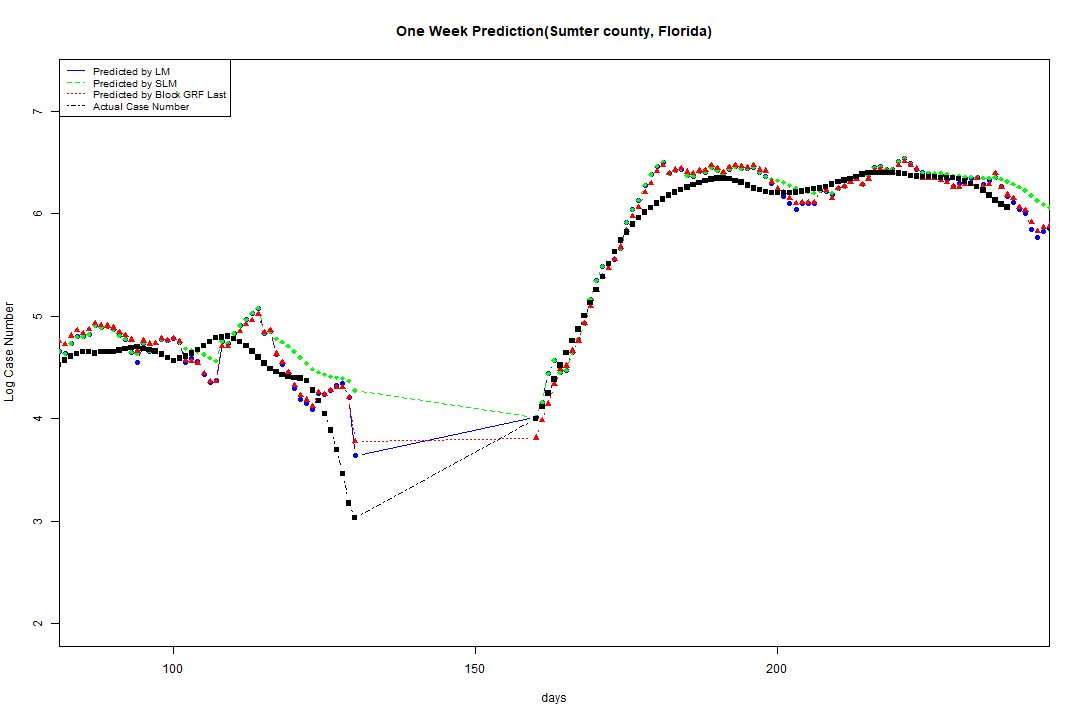 One Week Prediction(Sumter county, Florida)
Predicted by LM
Predicted by SLM
Predicted by Block GRF Last
Actual Case Number
7
6
5
4
3
2
Log Case Number
100 150 200
days